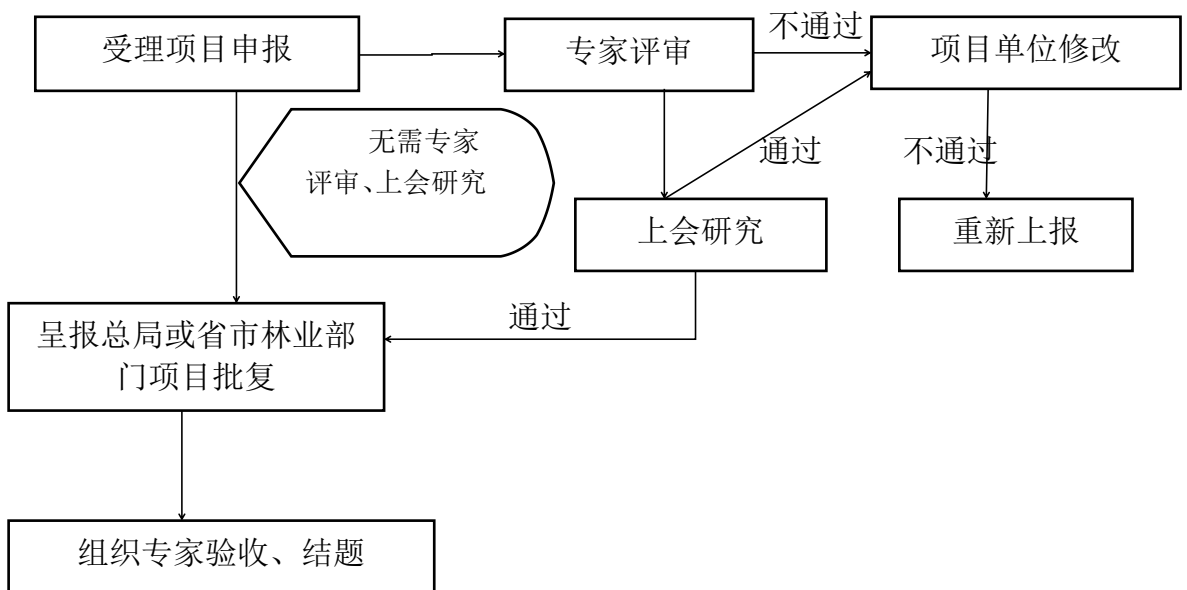 受理项目申报
专家评审
不通过
项目单位修改
无需专家
评审、上会研究
通过
不通过
上会研究
重新上报
呈报总局或省市林业部
门项目批复
通过
组织专家验收、结题